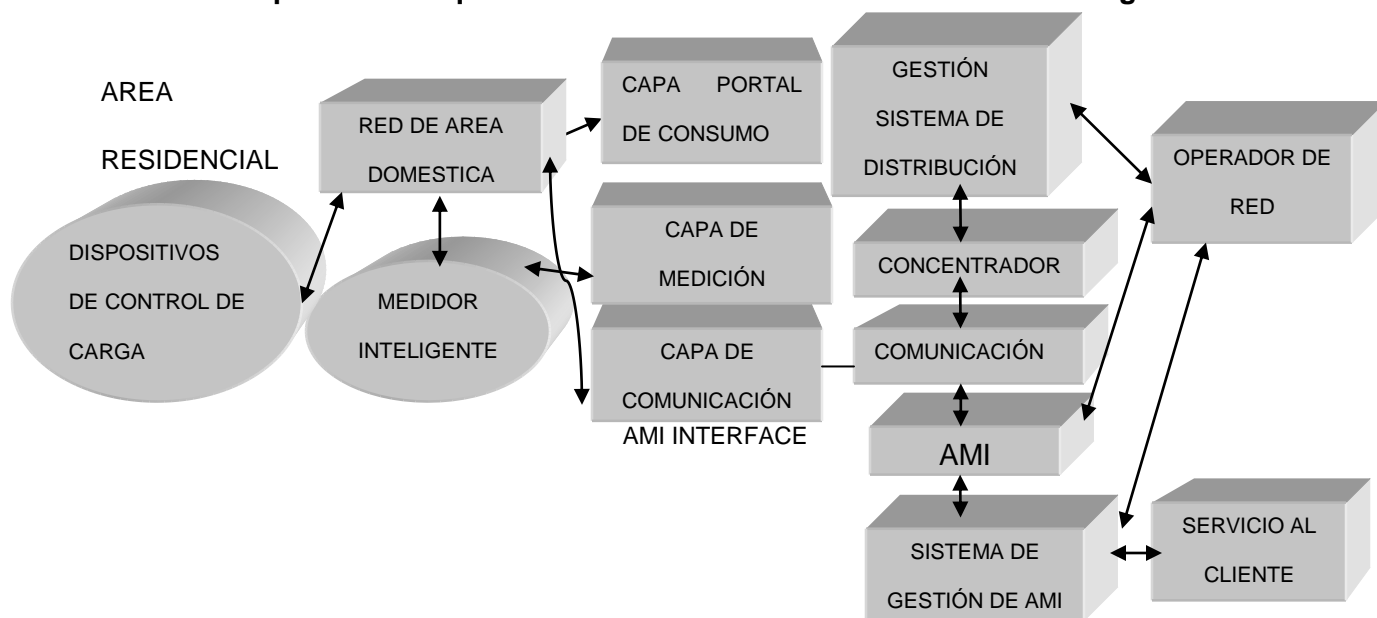 AREA
RESIDENCIAL
DISPOSITIVOS
DE CONTROL DE
CARGA
RED DE AREA
DOMESTICA
MEDIDOR
INTELIGENTE
CAPA PORTAL
DE CONSUMO
CAPA DE
MEDICIÓN
CAPA DE
COMUNICACIÓN
AMI INTERFACE
GESTIÓN
SISTEMA DE
DISTRIBUCIÓN
CONCENTRADOR
COMUNICACIÓN
AMI
SISTEMA DE
GESTIÓN DE AMI
OPERADOR DE
RED
SERVICIO AL
CLIENTE